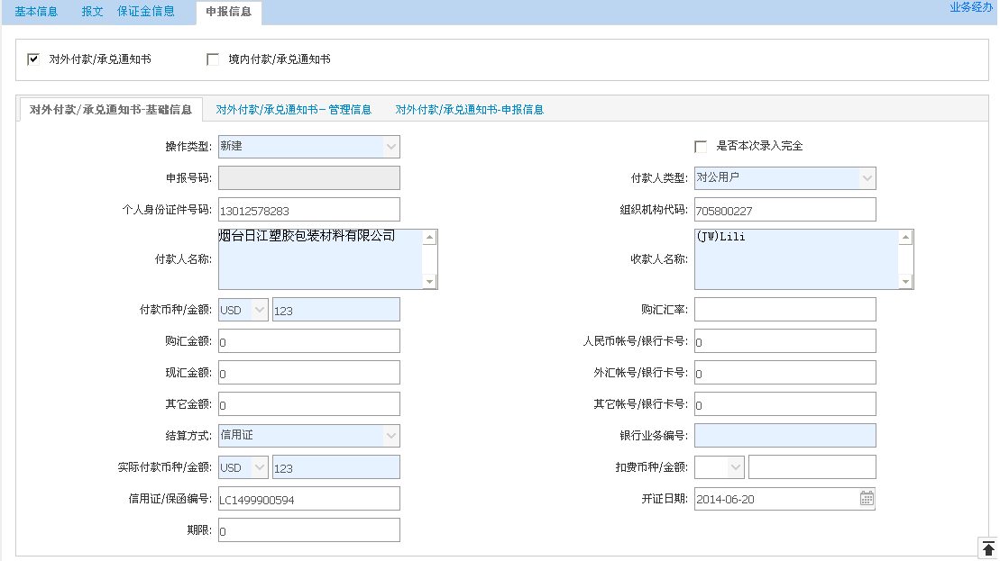 基本信息 报文 保证金信息 申报信息 业务经办
对外付款/承兑通知书 境内付款/承兑通知书
对外付款/承兑通知书-基础信息 对外付款/承兑通知书－管理信息 对外付款/承兑通知书-申报信息
操作类型: 新建 是否本次录入完全
申报号码: 付款人类型: 对公用户
个人身份证件号码: 13012578283 组织机构代码: 705800227
付款人名称: 烟台日江塑胶包装材料有限公司 收款人名称: (JW)Lili
付款币种/金额: USD 123 购汇汇率:
购汇金额: 0 人民币帐号/银行卡号: 0
现汇金额: 0 外汇帐号/银行卡号: 0
其它金额: 0 其它帐号/银行卡号: 0
结算方式: 信用证 银行业务编号:
实际付款币种/金额: USD 123 扣费币种/金额:
信用证/保函编号: LC1499900594 开证日期: 2014-06-20
期限: 0